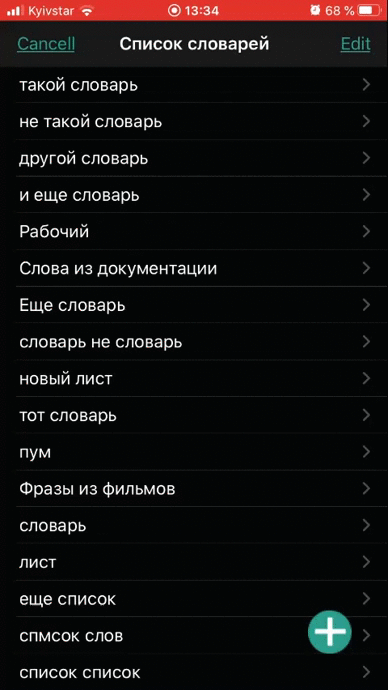 Kyivstar 13:34 68 %
Cancell Список словарей Edit
такой словарь
не такой словарь
другой словарь
и еще словарь
Рабочий
Слова из документации
Еще словарь
словарь не словарь
новый лист
тот словарь
пум
Фразы из фильмов
словарь
лист
еще список
спмсок слов
список список